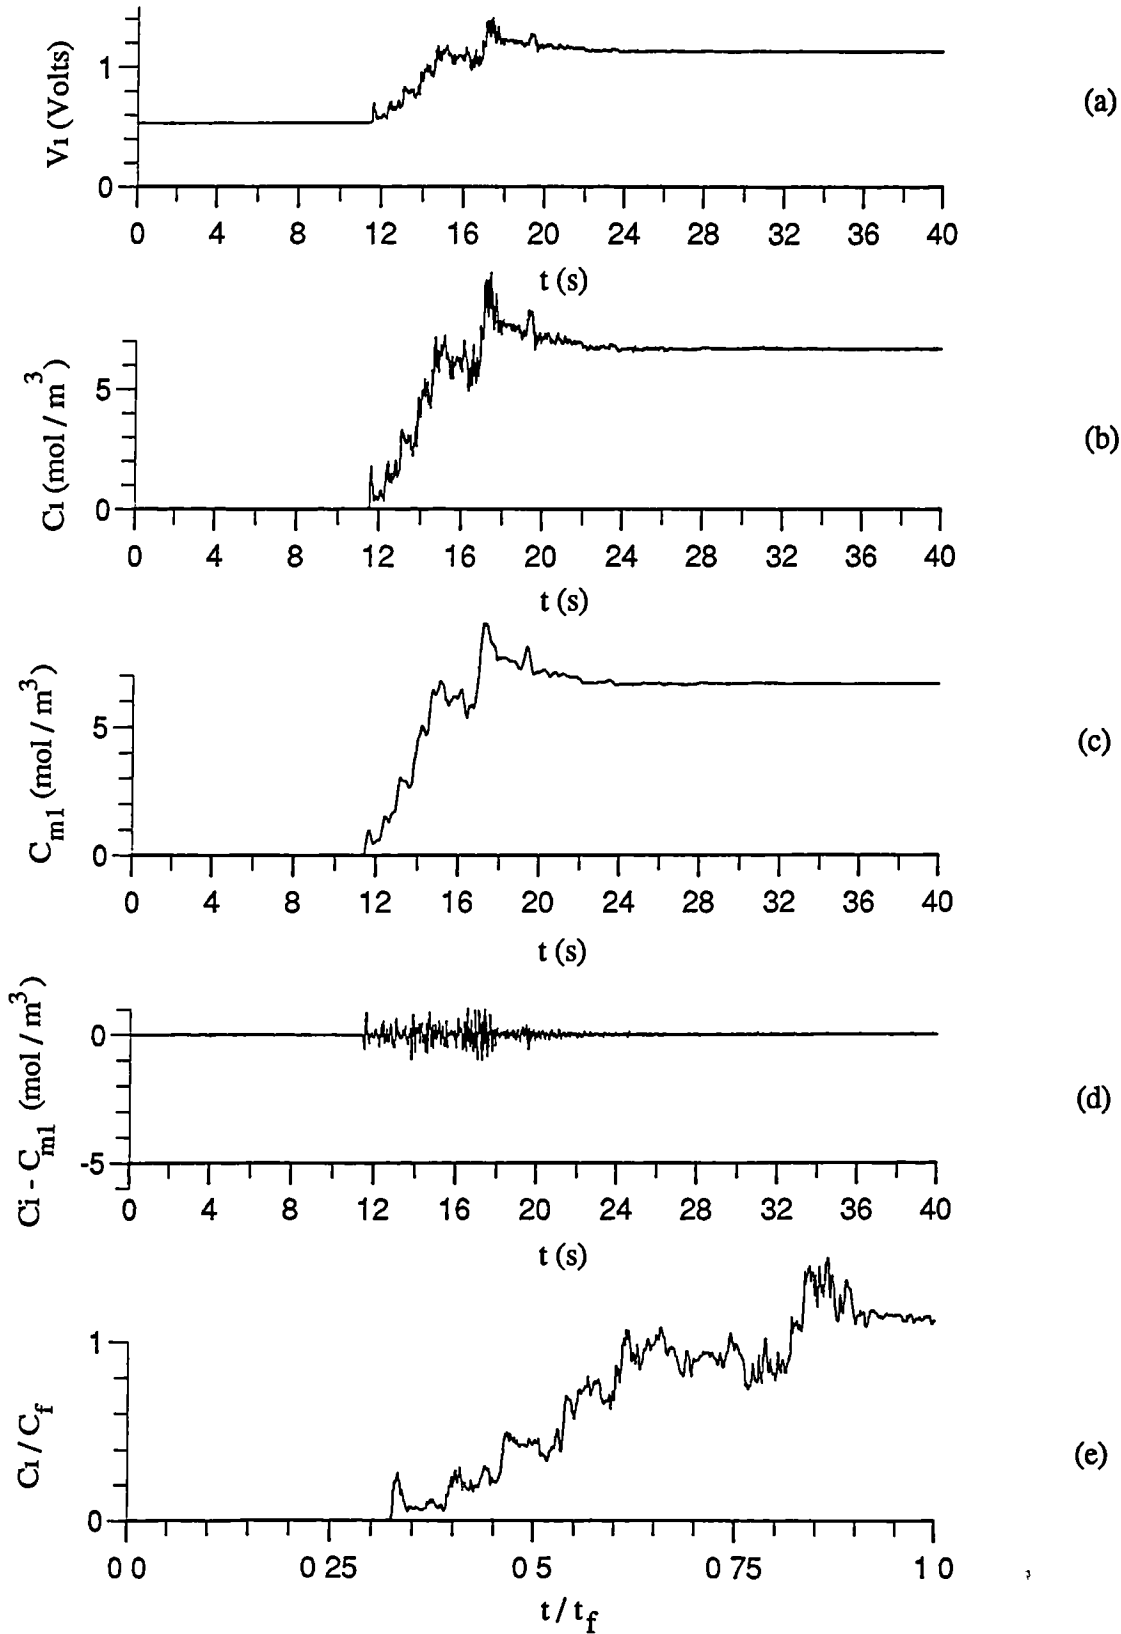 V1 (Volts)
1
0
0 4 8 12 16 20 24 28 32 36 40
t (s)
(a)
C1 (mol / m3)
5
0
0 4 8 12 16 20 24 28 32 36 40
t (s)
(b)
Cm1 (mol / m3)
5
0
0 4 8 12 16 20 24 28 32 36 40
t (s)
(c)
Ci - Cm1 (mol / m3)
0
-5
0 4 8 12 16 20 24 28 32 36 40
t (s)
(d)
C1 / Cf
1
0
0 0 0 25 0 5 0 75 1 0
t / tf
(e)